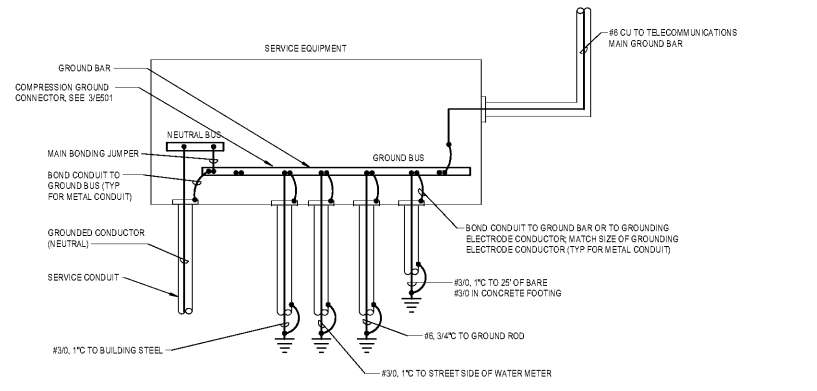 #6 CU TO TELECOMMUNICATIONS
MAIN GROUND BAR
SERVICE EQUIPMENT
GROUND BAR
COMPRESSION GROUND
CONNECTOR, SEE 3/E501
NEUTRAL BUS
MAIN BONDING JUMPER
GROUND BUS
BOND CONDUIT TO
GROUND BUS (TYP
FOR METAL CONDUIT)
GROUNDED CONDUCTOR
(NEUTRAL)
BOND CONDUIT TO GROUND BAR OR TO GROUNDING
ELECTRODE CONDUCTOR; MATCH SIZE OF GROUNDING
ELECTRODE CONDUCTOR (TYP FOR METAL CONDUIT)
SERVICE CONDUIT
#3/0, 1"C TO 25' OF BARE
#3/0 IN CONCRETE FOOTING
#6, 3/4"C TO GROUND ROD
#3/0, 1"C TO BUILDING STEEL
#3/0, 1"C TO STREET SIDE OF WATER METER